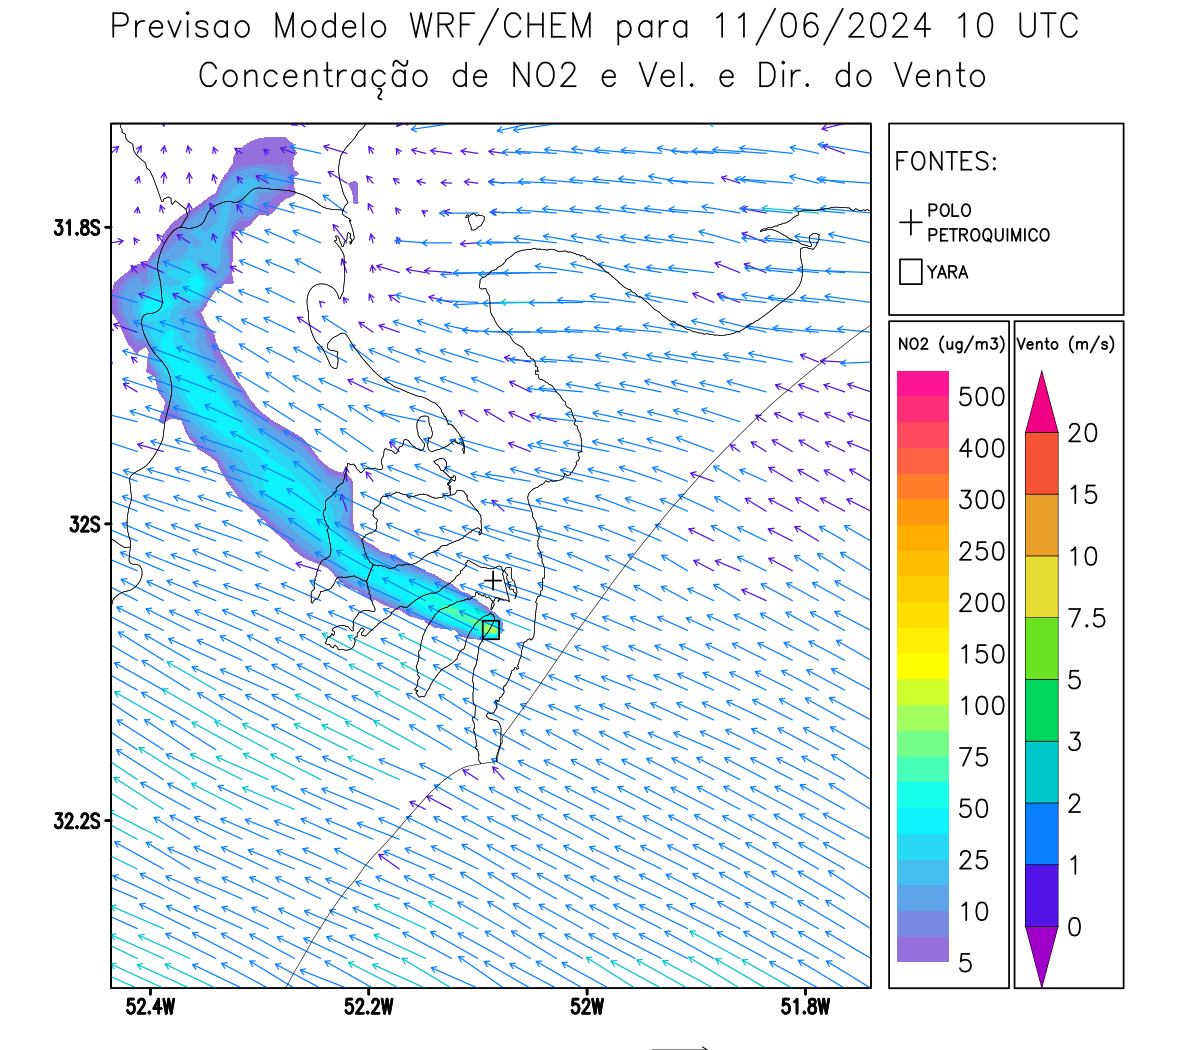 Previsao Modelo WRF/CHEM para 11/06/2024 10 UTC
Concentração de NO2 e Vel. e Dir. do Vento
FONTES:
POLO
PETROQUIMICO
YARA
NO2 (ug/m3)
500
400
300
250
200
150
100
75
50
25
10
5
Vento (m/s)
20
15
10
7.5
5
3
2
1
0
31.8S
32S
32.2S
52.4W
52.2W
52W
51.8W